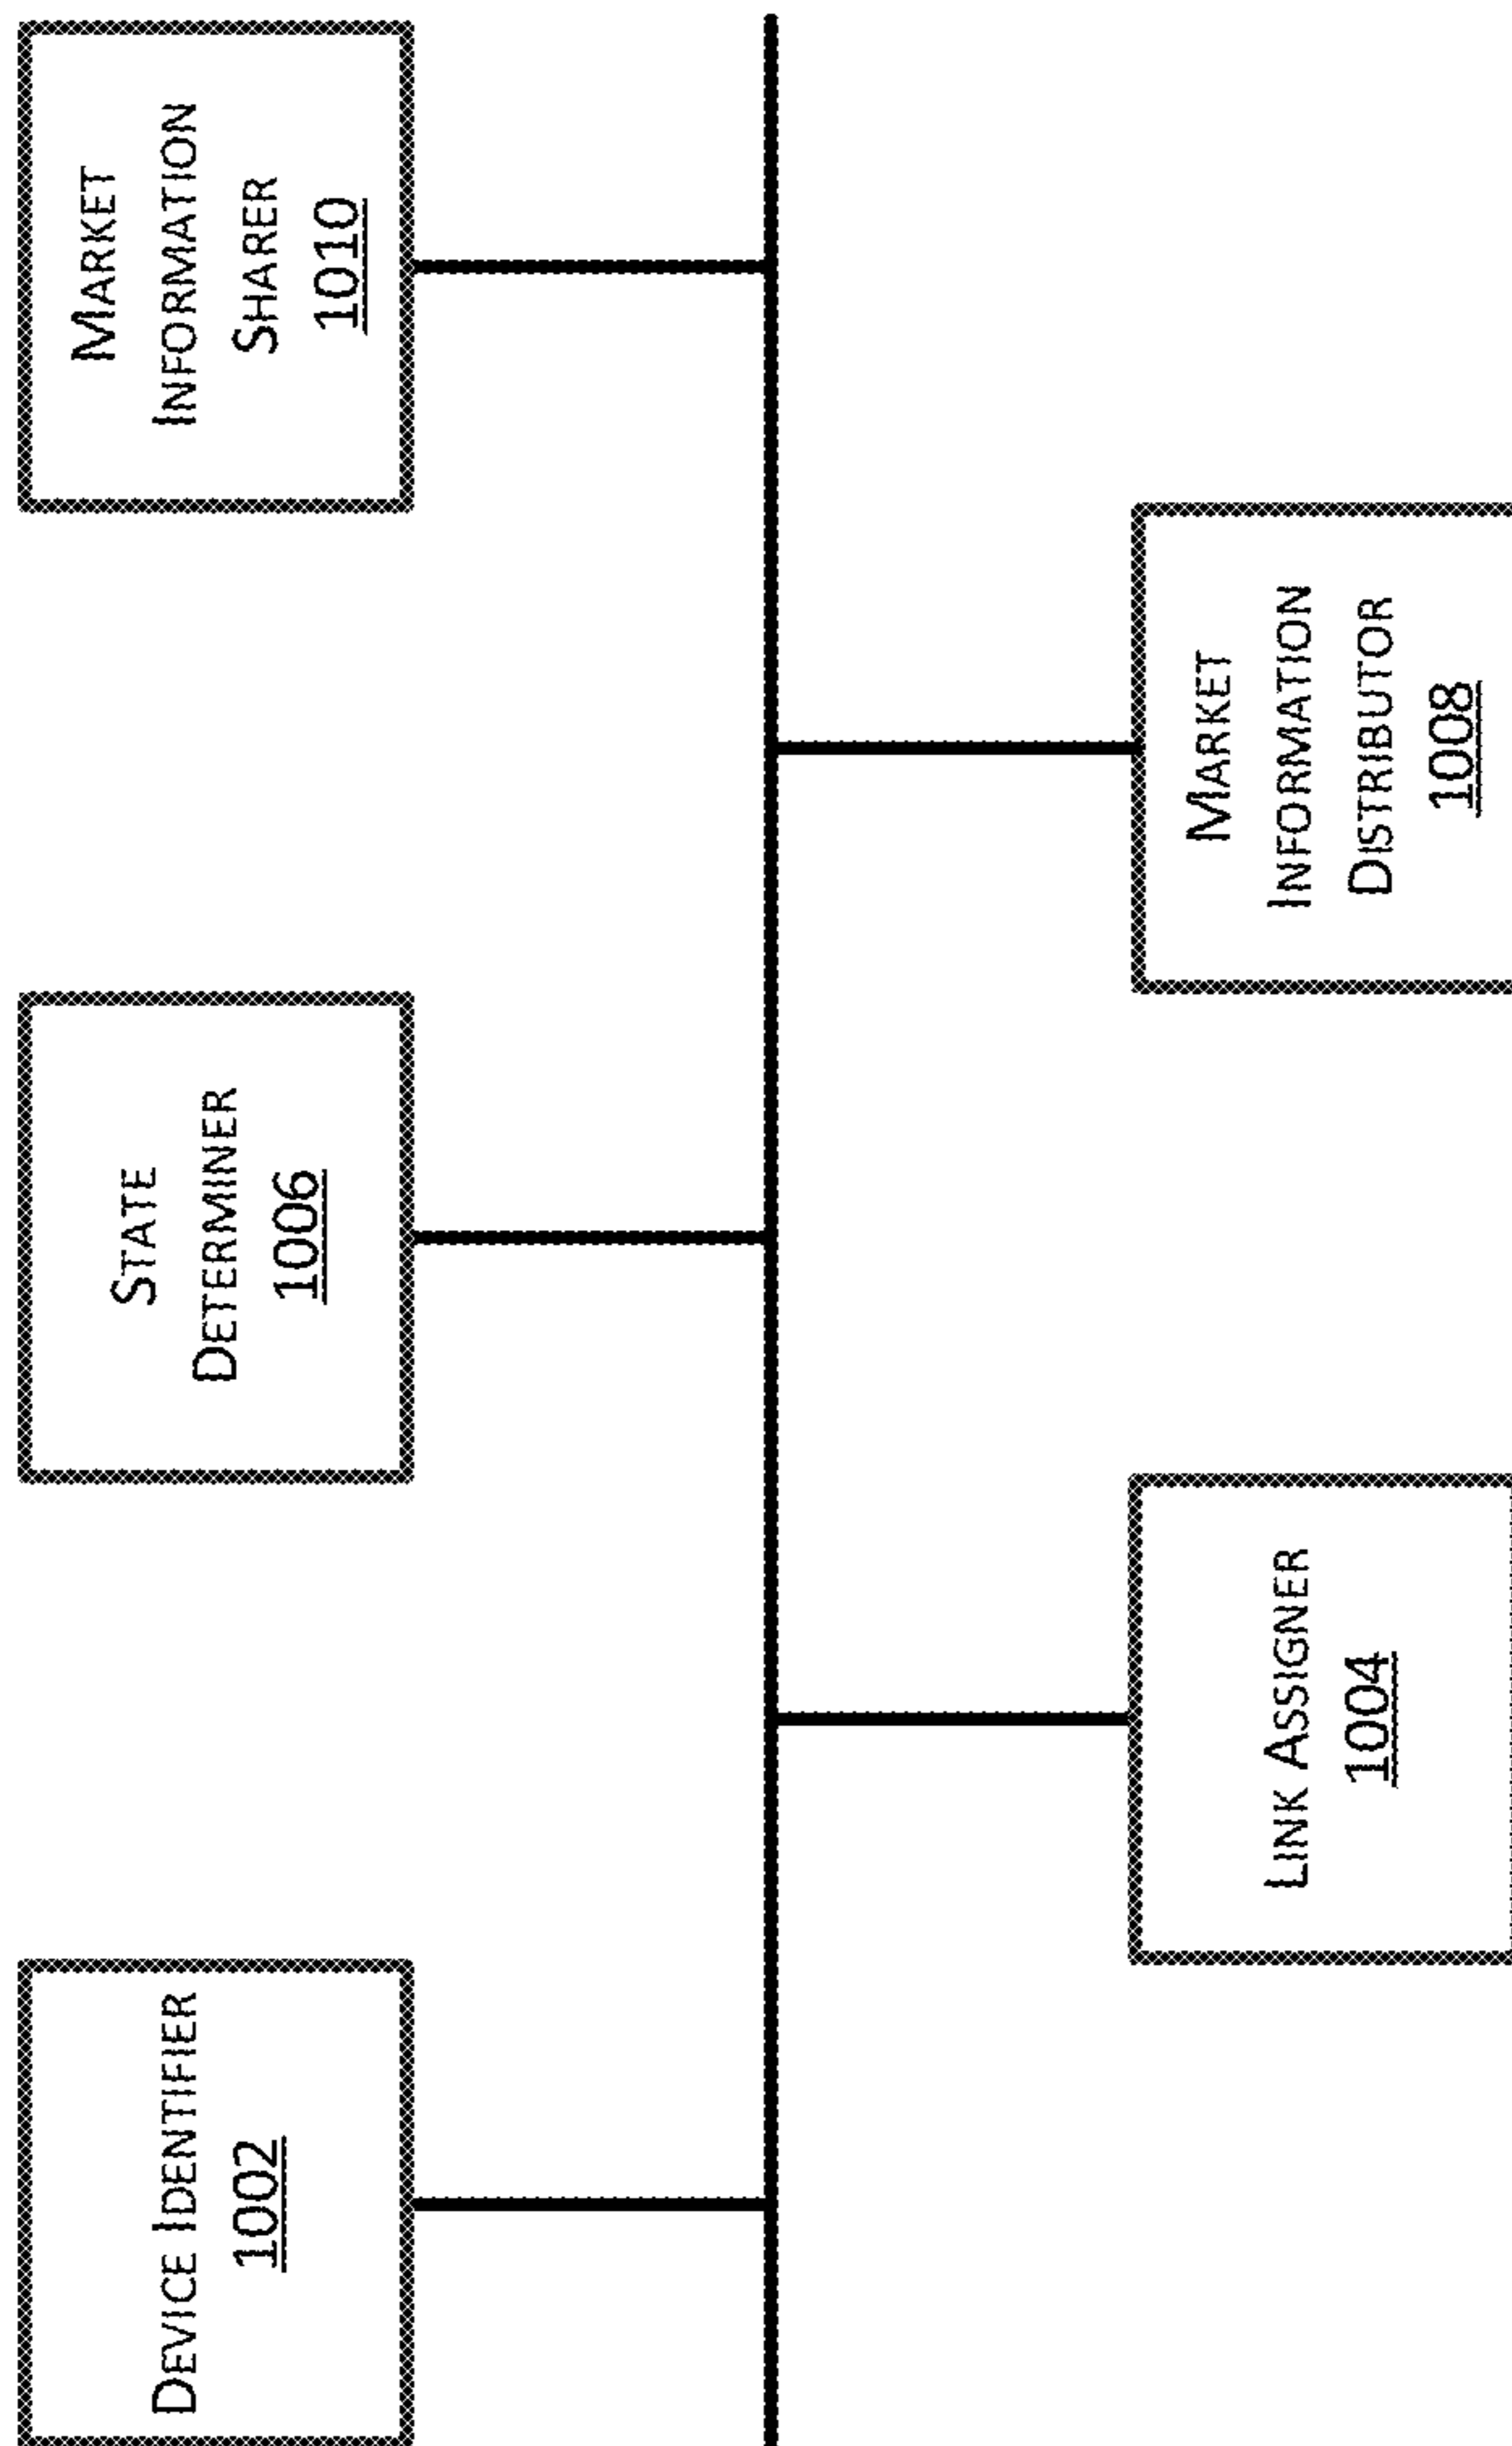 DEVICE IDENTIFIER
1002
STATE
DETERMINER
1006
MARKET
INFORMATION
SHARER
1010
LINK ASSIGNER
1004
MARKET
INFORMATION
DISTRIBUTOR
1008